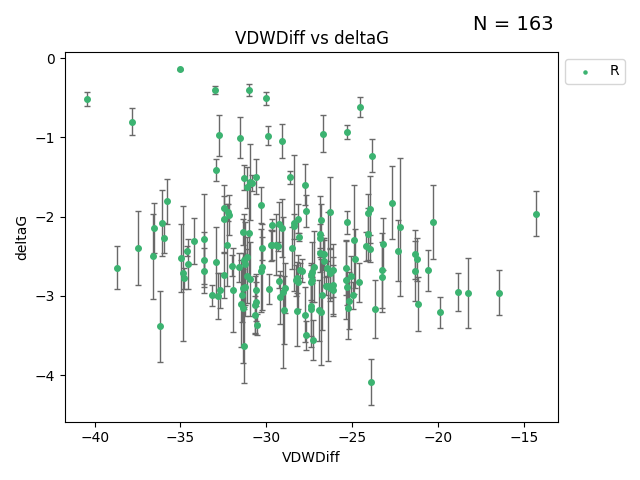 N = 163
VDWDiff vs deltaG
R
0
−1
−2
−3
−4
deltaG
−40 −35 −30 −25 −20 −15
VDWDiff